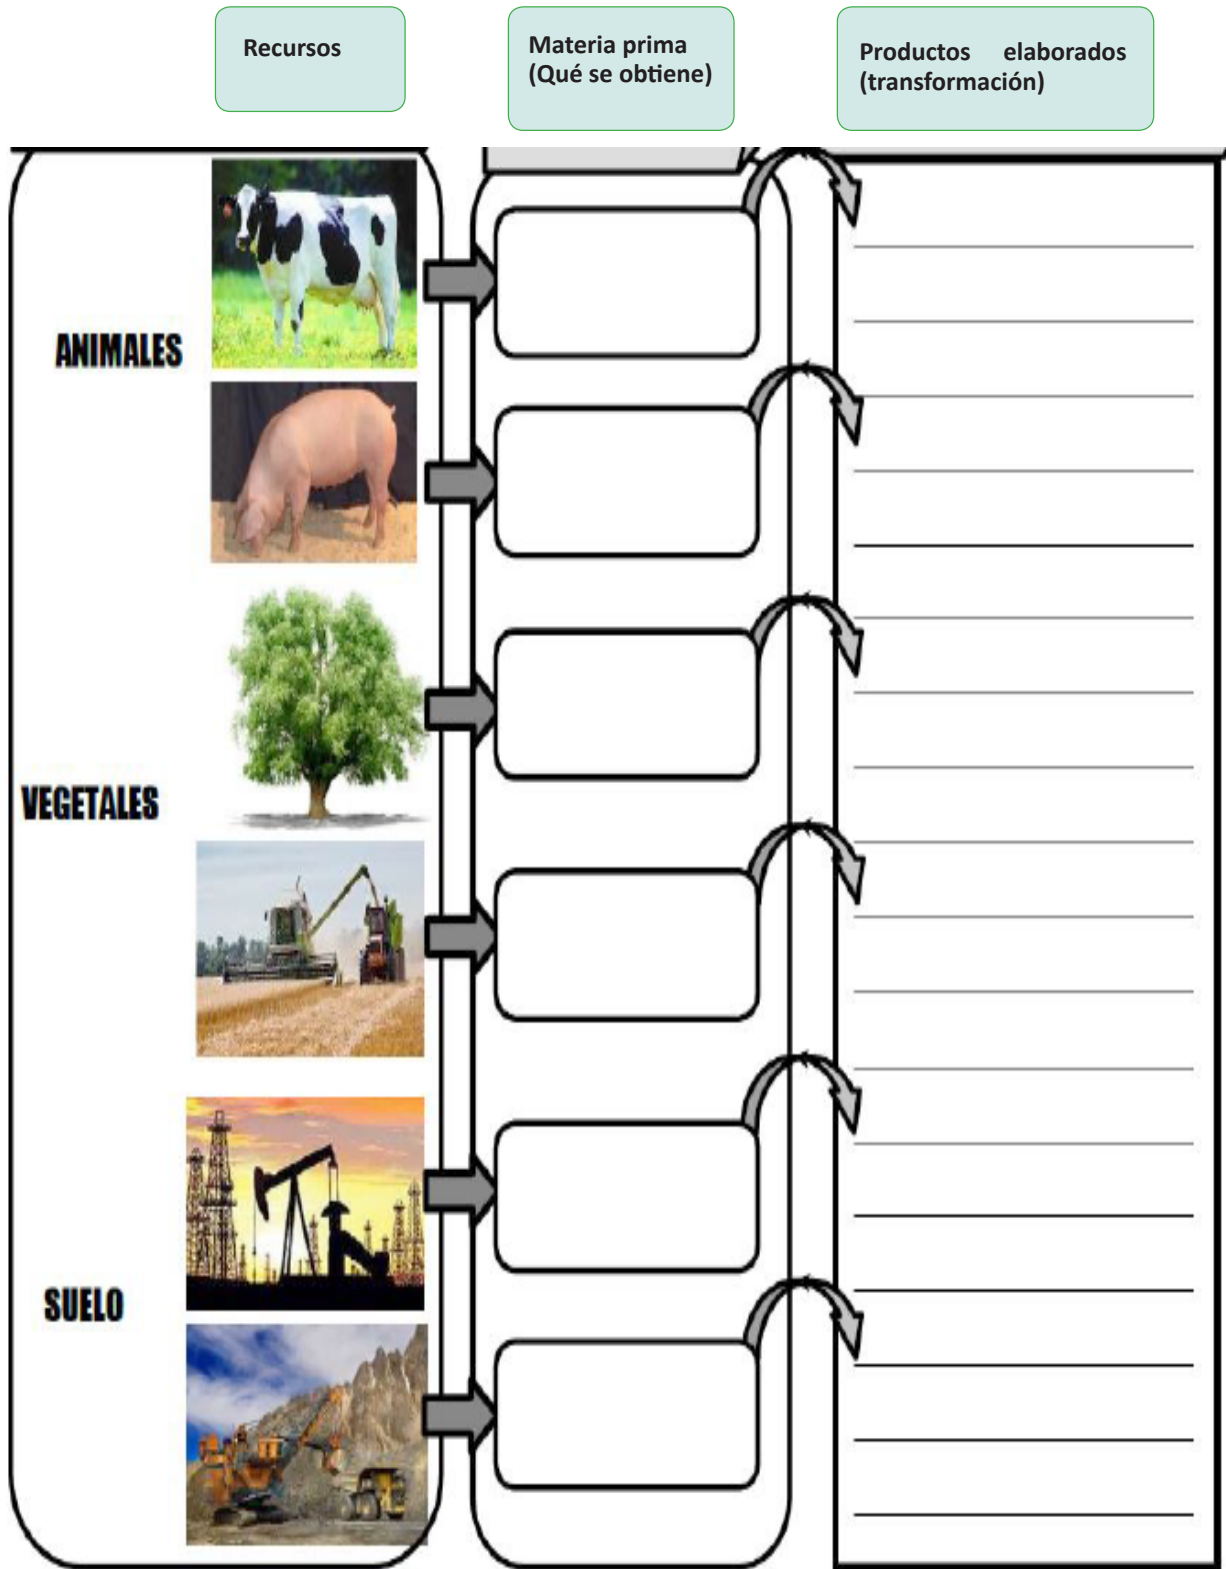 Recursos
Materia prima
(Qué se obtiene)
Productos elaborados
(transformación)
ANIMALES
VEGETALES
SUELO